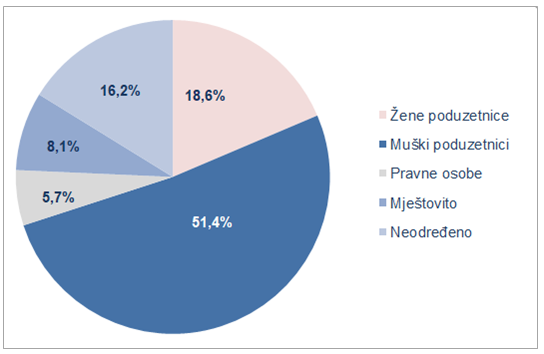 16,2%
18,6%
8,1%
5,7%
51,4%
Žene poduzetnice
Muški poduzetnici
Pravne osobe
Mještovito
Neodređeno